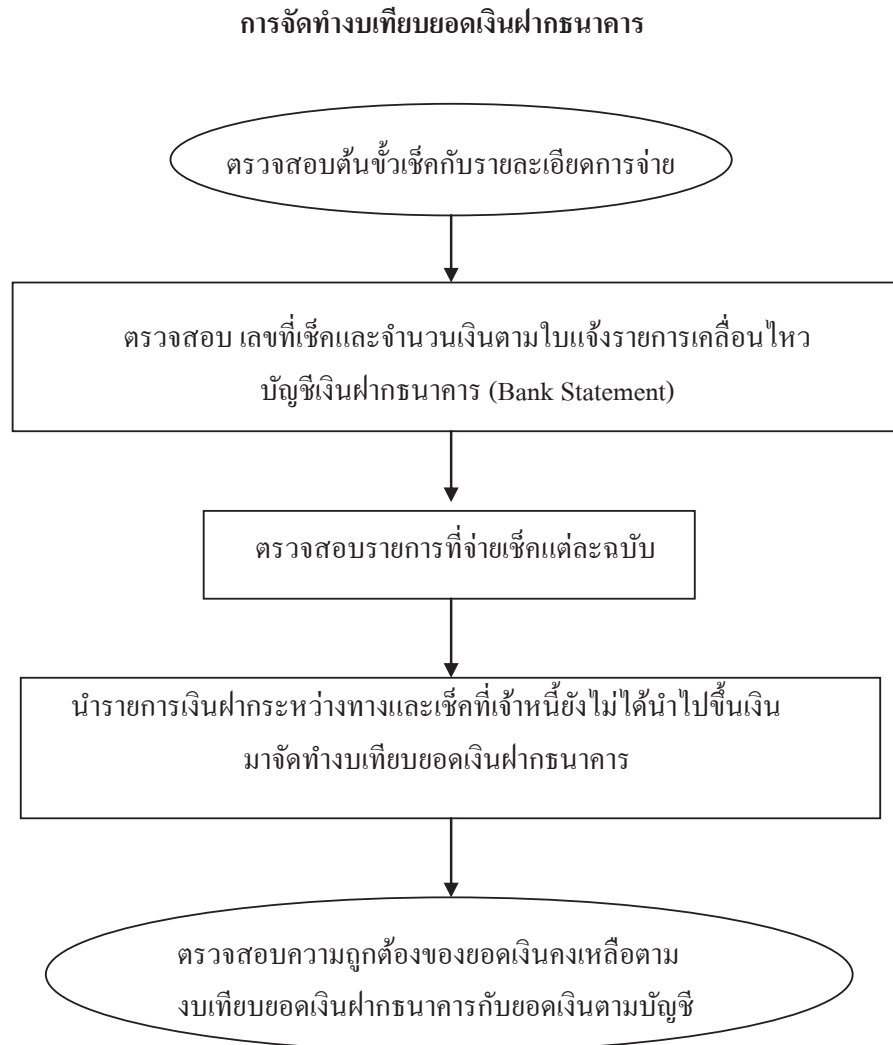 การจัดทำงบเทียบยอดเงินฝากธนาคาร
ตรวจสอบต้นขั้วเช็คกับรายละเอียดการจ่าย
ตรวจสอบ เลขที่เช็คและจำนวนเงินตามใบแจ้งรายการเคลื่อนไหว
บัญชีเงินฝากธนาคาร (Bank Statement)
ตรวจสอบรายการที่จ่ายเช็คแต่ละฉบับ
นำรายการเงินฝากระหว่างทางและเช็คที่เจ้าหนี้ยังไม่ได้นำไปขึ้นเงิน
มาจัดทำงบเทียบยอดเงินฝากธนาคาร
ตรวจสอบความถูกต้องของยอดเงินคงเหลือตาม
งบเทียบยอดเงินฝากธนาคารกับยอดเงินตามบัญชี